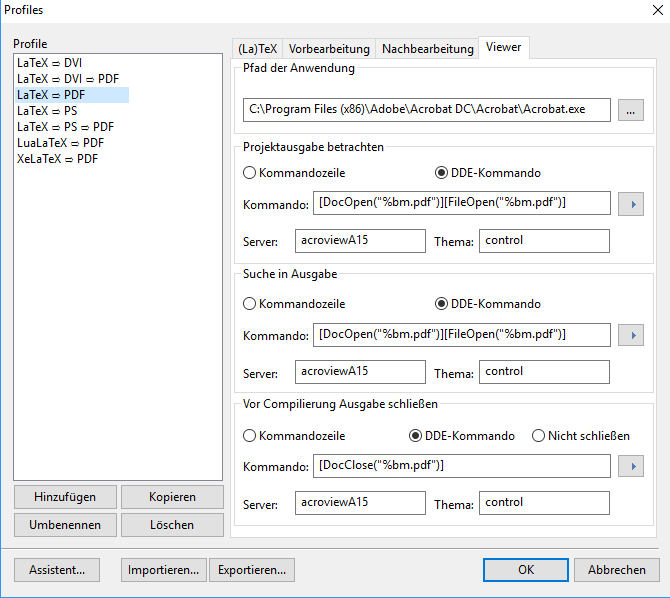 Profiles
Profile
LaTeX ⇨ DVI
LaTeX ⇨ DVI ⇨ PDF
LaTeX ⇨ PDF
LaTeX ⇨ PS
LaTeX ⇨ PS ⇨ PDF
LuaLaTeX ⇨ PDF
XeLaTeX ⇨ PDF
Hinzufügen Kopieren
Umbenennen Löschen
(La)TeX Vorbearbeitung Nachbearbeitung Viewer
Pfad der Anwendung
C:\Program Files (x86)\Adobe\Acrobat DC\Acrobat\Acrobat.exe ...
Projektausgabe betrachten
Kommandozeile DDE-Kommando
Kommando: [DocOpen("%bm.pdf")][FileOpen("%bm.pdf")]
Server: acroviewA15 Thema: control
Suche in Ausgabe
Kommandozeile DDE-Kommando
Kommando: [DocOpen("%bm.pdf")][FileOpen("%bm.pdf")]
Server: acroviewA15 Thema: control
Vor Compilierung Ausgabe schließen
Kommandozeile DDE-Kommando Nicht schließen
Kommando: [DocClose("%bm.pdf")]
Server: acroviewA15 Thema: control
Assistent... Importieren... Exportieren... OK Abbrechen